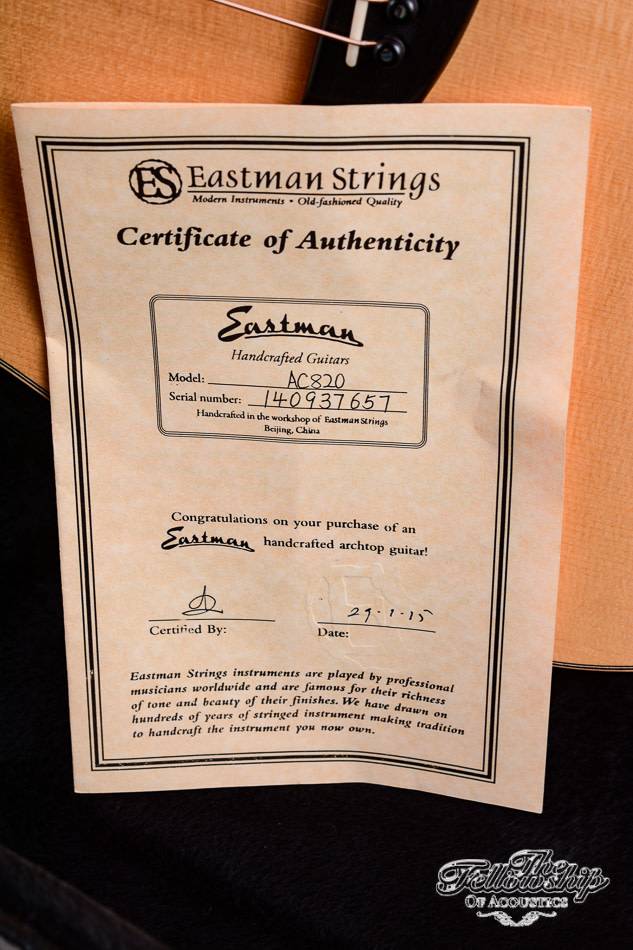 ES Eastman Strings
Modern Instruments • Old-fashioned Quality
Certificate of Authenticity
Eastman
Handcrafted Guitars
Model: AC820
Serial number: 140937657
Handcrafted in the workshop of Eastman Strings
Beijing, China
Congratulations on your purchase of an
Eastman handcrafted archtop guitar!
29-1-15
Certified By: Date:
Eastman Strings instruments are played by professional
musicians worldwide and are famous for their richness
of tone and beauty of their finishes. We have drawn on
hundreds of years of stringed instrument making tradition
to handcraft the instrument you now own.
The
Fellowship
Of Acoustics